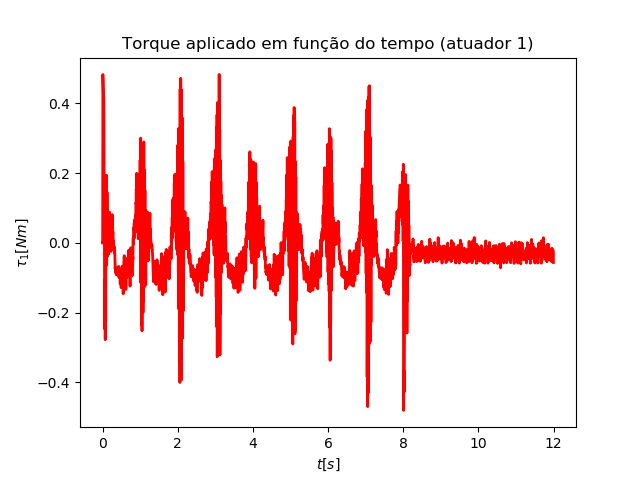 Torque aplicado em função do tempo (atuador 1)
0.4
0.2
0.0
−0.2
−0.4
τ₁[Nm]
0 2 4 6 8 10 12
t[s]